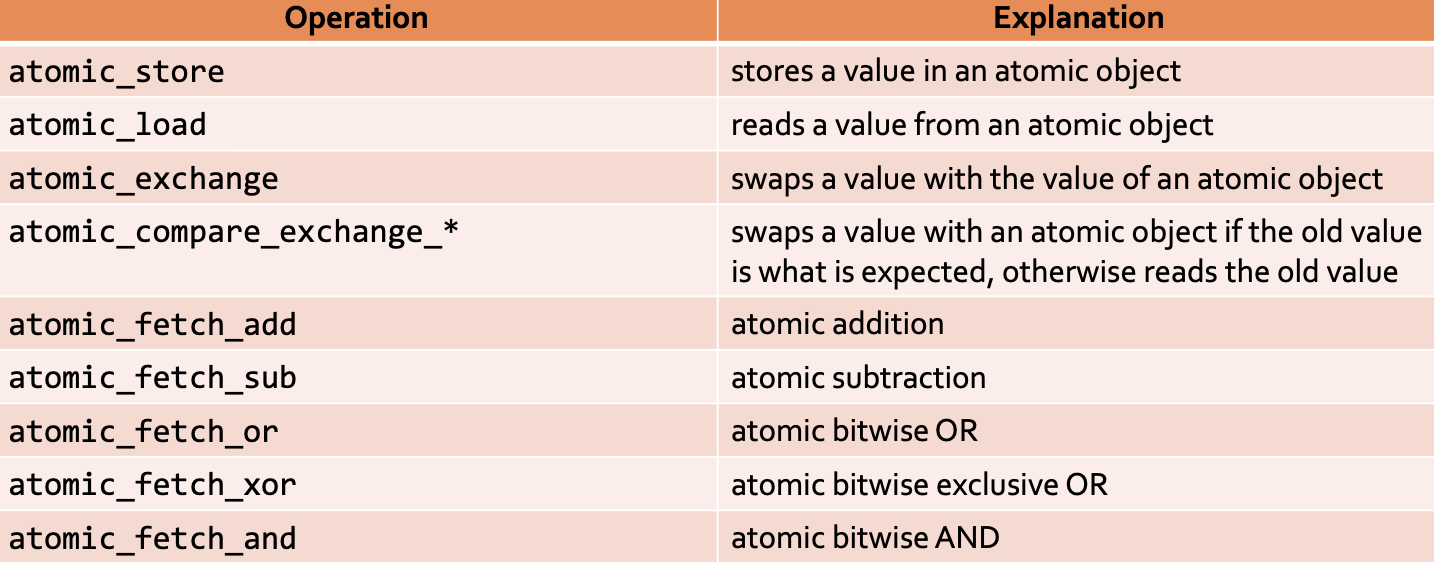 Operation Explanation
atomic_store stores a value in an atomic object
atomic_load reads a value from an atomic object
atomic_exchange swaps a value with the value of an atomic object
atomic_compare_exchange_* swaps a value with an atomic object if the old value
is what is expected, otherwise reads the old value
atomic_fetch_add atomic addition
atomic_fetch_sub atomic subtraction
atomic_fetch_or atomic bitwise OR
atomic_fetch_xor atomic bitwise exclusive OR
atomic_fetch_and atomic bitwise AND